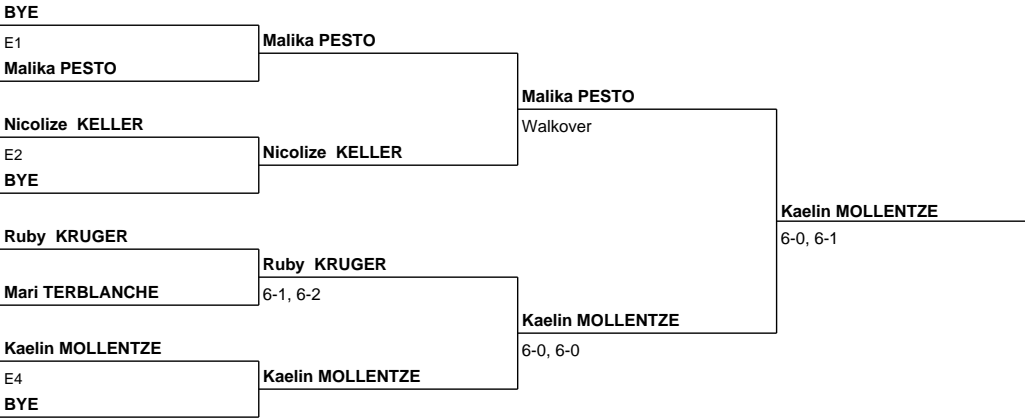 BYE
E1
Malika PESTO
Malika PESTO
Malika PESTO
Walkover
Nicolize KELLER
E2
BYE
Nicolize KELLER
Kaelin MOLLENTZE
6-0, 6-1
Ruby KRUGER
Mari TERBLANCHE
Ruby KRUGER
6-1, 6-2
Kaelin MOLLENTZE
6-0, 6-0
Kaelin MOLLENTZE
E4
BYE
Kaelin MOLLENTZE